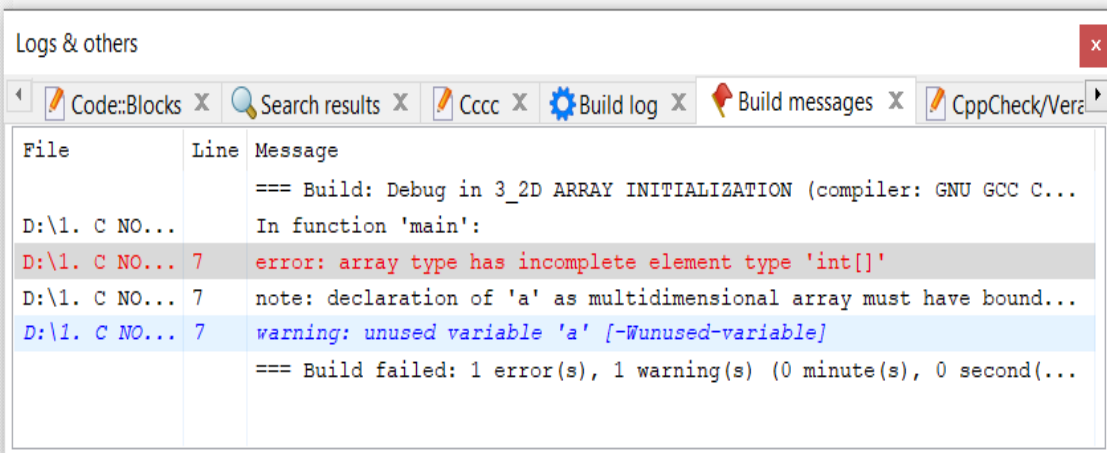 Logs & others x
Code::Blocks X Search results X Cccc X Build log X Build messages X CppCheck/Vera
File Line Message
=== Build: Debug in 3_2D ARRAY INITIALIZATION (compiler: GNU GCC C...
D:\1. C NO... In function 'main':
D:\1. C NO... 7 error: array type has incomplete element type 'int[]'
D:\1. C NO... 7 note: declaration of 'a' as multidimensional array must have bound...
D:\1. C NO... 7 warning: unused variable 'a' [-Wunused-variable]
=== Build failed: 1 error(s), 1 warning(s) (0 minute(s), 0 second(...